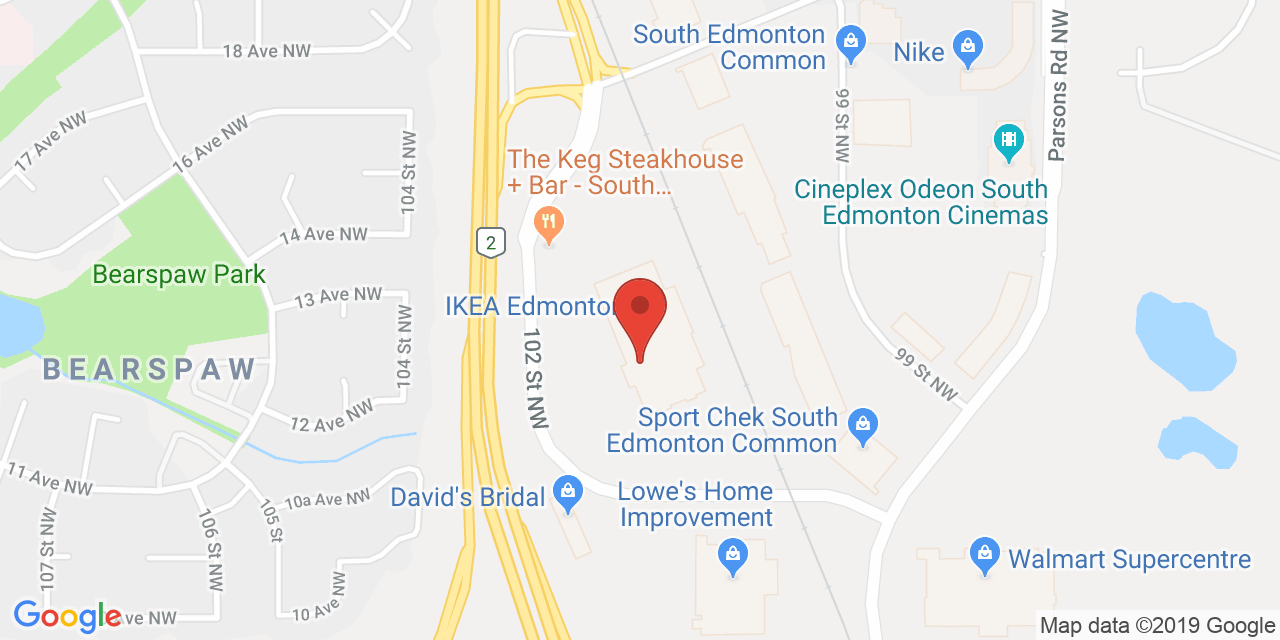 18 Ave NW
17 Ave NW
16 Ave NW
104 St NW
14 Ave NW
Bearspaw Park
13 Ave NW
104 St NW
BEARSPAW
12 Ave NW
11 Ave NW
10a Ave NW
105 St
106 St NW
107 St NW
10 Ave NW
Ave NW
Google
2
South Edmonton
Common
Nike
99 St NW
Parsons Rd NW
The Keg Steakhouse
+ Bar - South...
Cineplex Odeon South
Edmonton Cinemas
IKEA Edmonton
102 St NW
99 St NW
Sport Chek South
Edmonton Common
David's Bridal
Lowe's Home
Improvement
Walmart Supercentre
Map data ©2019 Google